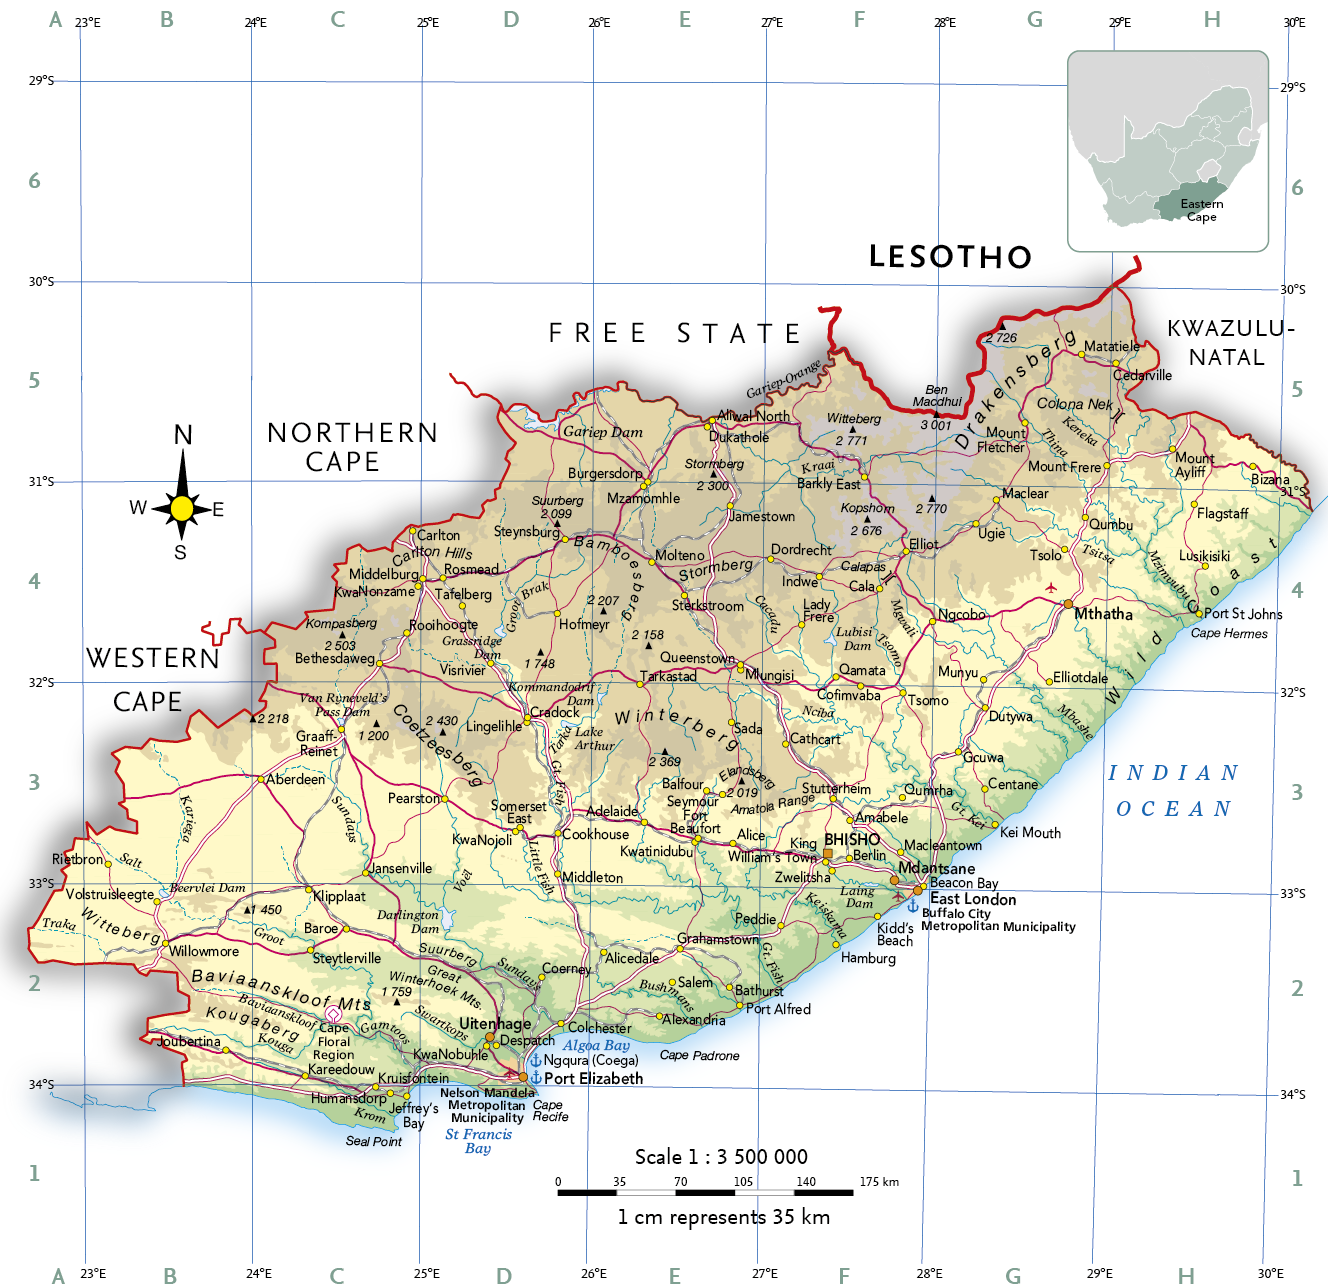 A B C D E F G H
23°E 24°E 25°E 26°E 27°E 28°E 29°E 30°E
29°S
29°S
6
6
Eastern
Cape
30°S
30°S
LESOTHO
FREE STATE
KWAZULU-
NATAL
5
5
NORTHERN
CAPE
N
W E
S
31°S
31°S
4
4
WESTERN
CAPE
32°S
32°S
3
3
INDIAN
OCEAN
33°S
33°S
2
2
34°S
34°S
1
1
2 726
Drakensberg
Matatiele
Cedarville
Gariep-Orange
Ben
Macdhui
3 001
Colona Nek
Keneka
Thina
Witteberg
2 771
Aliwal North
Dukathole
Gariep Dam
Mount
Fletcher
Mount Frere
Mount
Ayliff
Bizana
Stormberg
2 300
Kraai
Barkly East
Burgersdorp
Mzamomhle
Suurberg
2 099
Jamestown
Kopshorn
2 676
2 770
Maclear
Flagstaff
Steynsburg
Bamboesberg
Qumbu
Ugie
Elliot
Tsolo
Tsitsa
Lusikisiki
Mzimvubu
Wild Coast
Carlton
Carlton Hills
Middelburg
Rosmead
KwaNonzame
Tafelberg
Molteno
Stormberg
Dordrecht
Indwe
Calapas
Cala
Sterkstroom
Groot Brak
2 207
Hofmeyr
Cacadu
Lady
Frere
Mgwali
Ngcobo
Mthatha
Port St Johns
Cape Hermes
Kompasberg
2 503
Rooihoogte
Grassridge
Dam
2 158
Lubisi
Dam
Tsomo
Bethesdaweg
Visrivier
1 748
Queenstown
Mlungisi
Tarkastad
Qamata
Cofimvaba
Munyu
Elliotdale
Van Ryneveld's
Pass Dam
Kommandodrif
Dam
Tsomo
Dutywa
Mbashe
2 218
1 200
Graaff-
Reinet
2 430
Coetzeesberg
Lingelihle
Cradock
Tarka
Lake
Arthur
Winterberg
Sada
Nciba
Cathcart
Gcuwa
2 369
Aberdeen
Gt. Fish
Elandsberg
2 019
Balfour
Seymour
Amatola Range
Stutterheim
Qumrha
Centane
Gt. Kei
Kei Mouth
Kariega
Sundays
Pearston
Somerset
East
Adelaide
Fort
Beaufort
Amabele
KwaNojoli
Cookhouse
Kwatinidubu
Alice
King
William's Town
BHISHO
Berlin
Macleantown
Rietbron
Salt
Jansenville
Voël
Little Fish
Middleton
Zwelitsha
Mdantsane
Beacon Bay
East London
Buffalo City
Metropolitan Municipality
Volstruisleegte
Beervlei Dam
Klipplaat
Laing
Dam
Keiskama
Kidd's
Beach
Hamburg
Witteberg
Traka
1 450
Darlington
Dam
Peddie
Willowmore
Groot
Baroe
Steytlerville
Suurberg
Great
Winterhoek Mts
Grahamstown
Alicedale
Gt. Fish
Baviaanskloof Mts
1 759
Sundays
Coerney
Salem
Bushmans
Bathurst
Port Alfred
Kougaberg
Baviaanskloof
Cape
Floral
Region
Gamtoos
Swartkops
Uitenhage
Despatch
Colchester
Alexandria
Joubertina
Kouga
KwaNobuhle
Algoa Bay
Cape Padrone
Ngqura (Coega)
Port Elizabeth
Kareedouw
Kruisfontein
Humansdorp
Jeffrey's
Bay
Nelson Mandela
Metropolitan
Municipality
Cape
Recife
Krom
Seal Point
St Francis
Bay
Scale 1 : 3 500 000
0 35 70 105 140 175 km
1 cm represents 35 km
23°E 24°E 25°E 26°E 27°E 28°E 29°E 30°E
A B C D E F G H